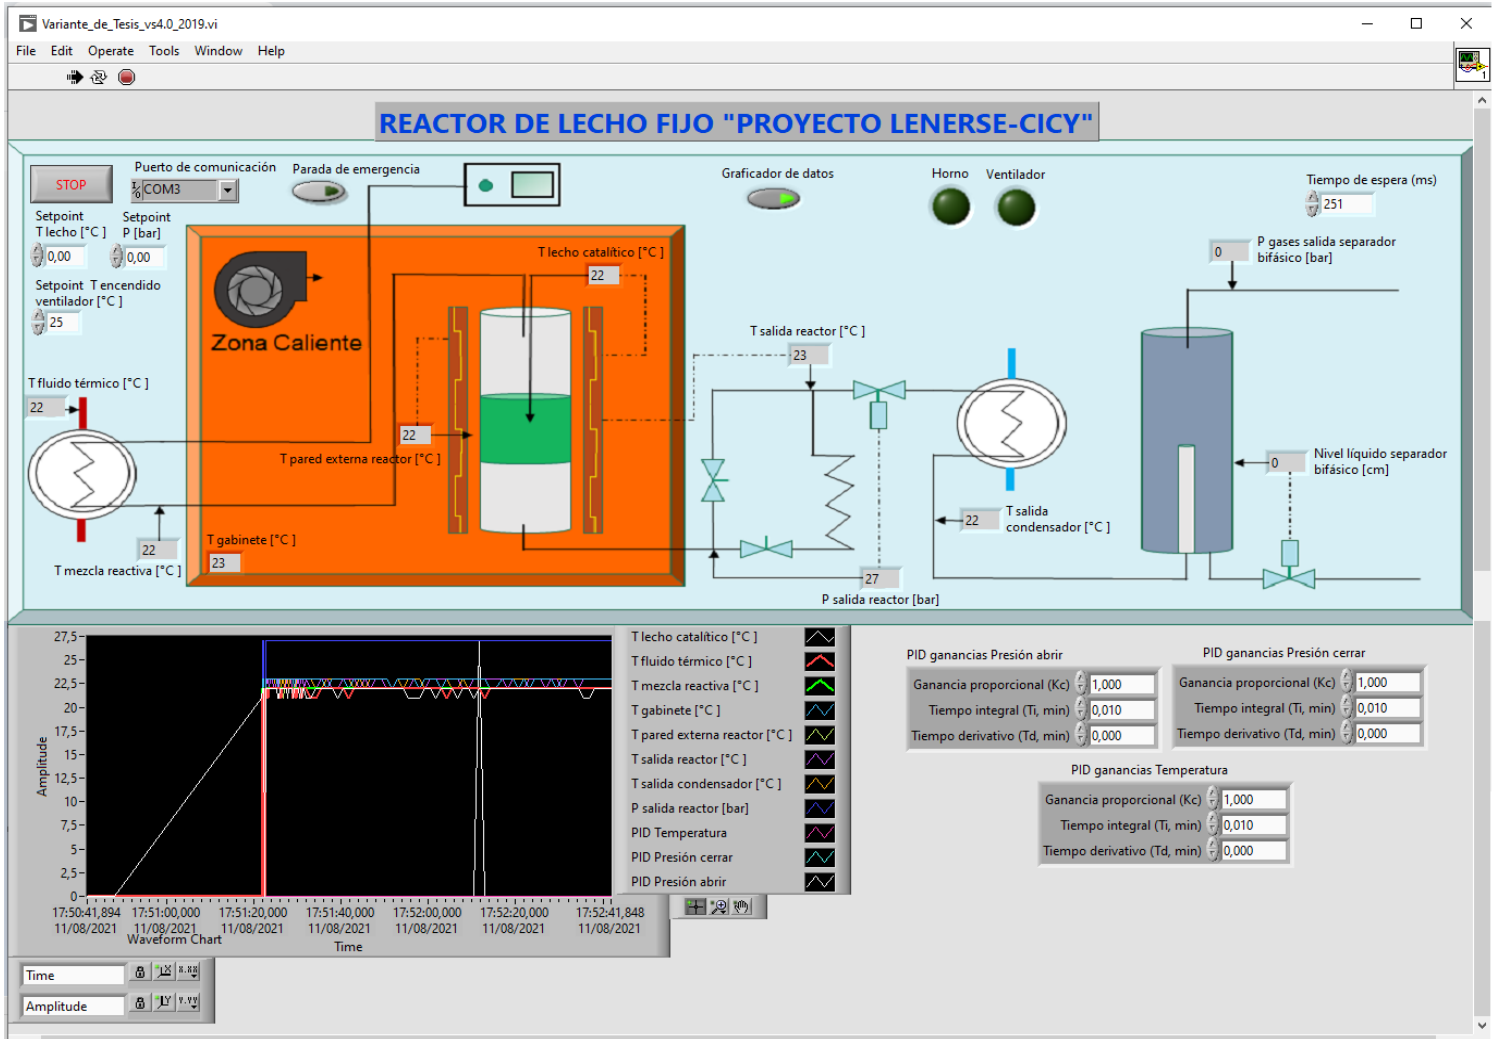 Variante_de_Tesis_vs4.0_2019.vi
File Edit Operate Tools Window Help
1
REACTOR DE LECHO FIJO "PROYECTO LENERSE-CICY"
STOP
Puerto de comunicación
COM3
Parada de emergencia
Graficador de datos
Horno
Ventilador
Tiempo de espera (ms)
251
Setpoint
T lecho [°C ]
0,00
Setpoint
P [bar]
0,00
Setpoint T encendido
ventilador [°C ]
25
Zona Caliente
T lecho catalítico [°C ]
22
P gases salida separador
bifásico [bar]
0
T salida reactor [°C ]
23
T fluido térmico [°C ]
22
22
T pared externa reactor [°C ]
Nivel líquido separador
bifásico [cm]
0
T salida
condensador [°C ]
22
22
T mezcla reactiva [°C ]
T gabinete [°C ]
23
27
P salida reactor [bar]
27,5
25
22,5
20
17,5
15
12,5
10
7,5
5
2,5
0
Amplitude
17:50:41,894 17:51:00,000 17:51:20,000 17:51:40,000 17:52:00,000 17:52:20,000 17:52:41,848
11/08/2021 11/08/2021 11/08/2021 11/08/2021 11/08/2021 11/08/2021 11/08/2021
Waveform Chart
Time
T lecho catalítico [°C ]
T fluido térmico [°C ]
T mezcla reactiva [°C ]
T gabinete [°C ]
T pared externa reactor [°C ]
T salida reactor [°C ]
T salida condensador [°C ]
P salida reactor [bar]
PID Temperatura
PID Presión cerrar
PID Presión abrir
PID ganancias Presión abrir
Ganancia proporcional (Kc) 1,000
Tiempo integral (Ti, min) 0,010
Tiempo derivativo (Td, min) 0,000
PID ganancias Presión cerrar
Ganancia proporcional (Kc) 1,000
Tiempo integral (Ti, min) 0,010
Tiempo derivativo (Td, min) 0,000
PID ganancias Temperatura
Ganancia proporcional (Kc) 1,000
Tiempo integral (Ti, min) 0,010
Tiempo derivativo (Td, min) 0,000
Time
Amplitude